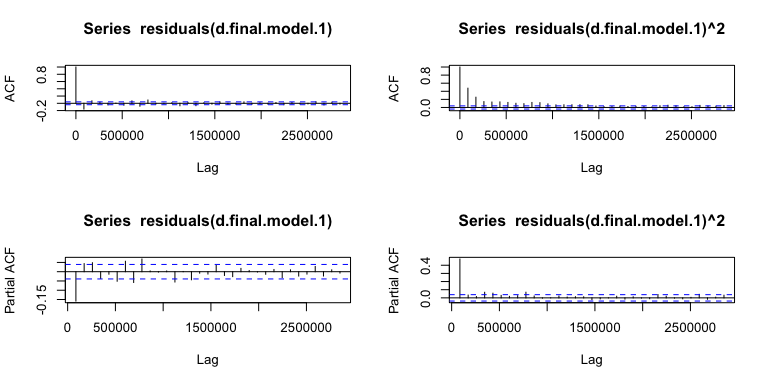 Series residuals(d.final.model.1)
ACF
0.8
-0.2
0 500000 1500000 2500000
Lag
Series residuals(d.final.model.1)^2
ACF
0.8
0.0
0 500000 1500000 2500000
Lag
Series residuals(d.final.model.1)
Partial ACF
-0.15
0 500000 1500000 2500000
Lag
Series residuals(d.final.model.1)^2
Partial ACF
0.4
0.0
0 500000 1500000 2500000
Lag